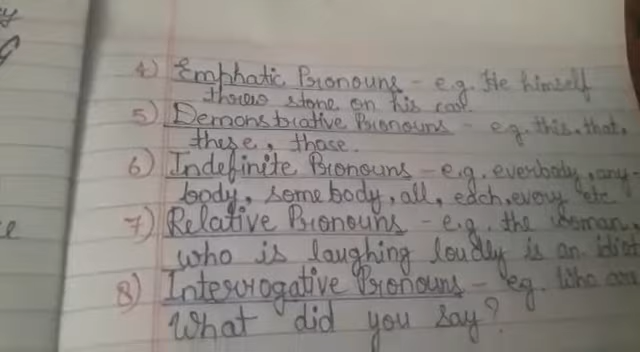 4) Emphatic Pronouns - e.g. He himself
throws stone on his car.
5) Demonstrative Pronouns - e.g. this, that,
these, those.
6) Indefinite Pronouns - e.g. everbody, any-
body, somebody, all, each, every etc
7) Relative Pronouns - e.g. the woman,
who is laughing loudly is an idiot
8) Interrogative Pronouns - eg. Who are
What did you say?